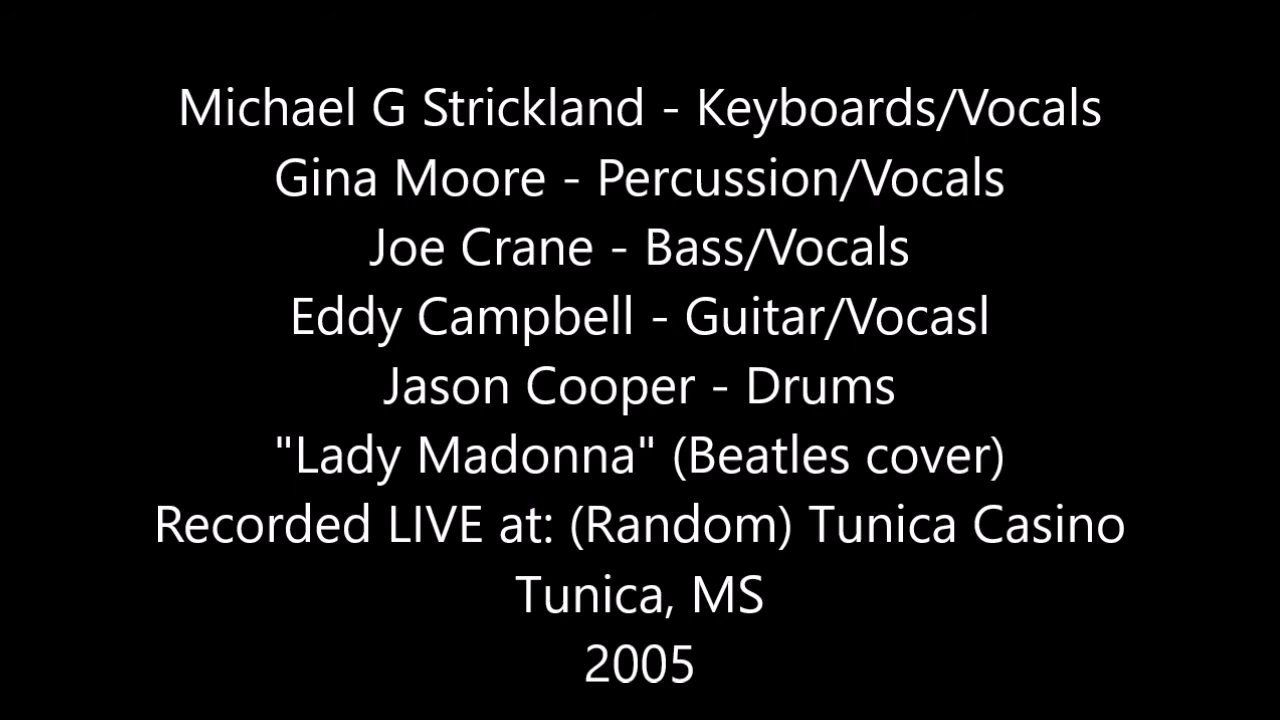 Michael G Strickland - Keyboards/Vocals
Gina Moore - Percussion/Vocals
Joe Crane - Bass/Vocals
Eddy Campbell - Guitar/Vocasl
Jason Cooper - Drums
"Lady Madonna" (Beatles cover)
Recorded LIVE at: (Random) Tunica Casino
Tunica, MS
2005